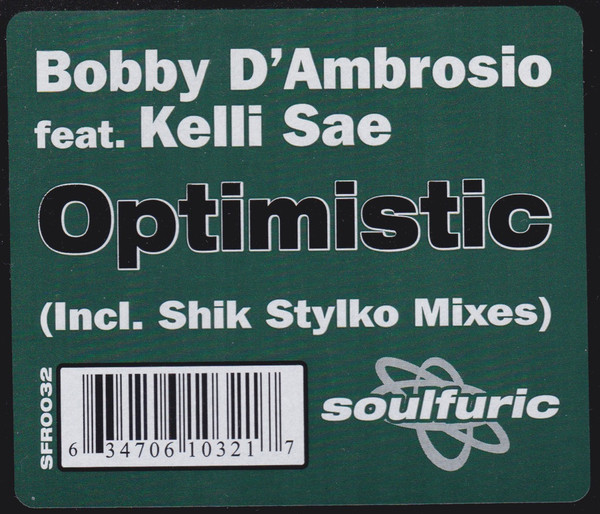 Bobby D'Ambrosio
feat. Kelli Sae
Optimistic
(Incl. Shik Stylko Mixes)
SFR0032
6 34706 10321 7
soulfuric